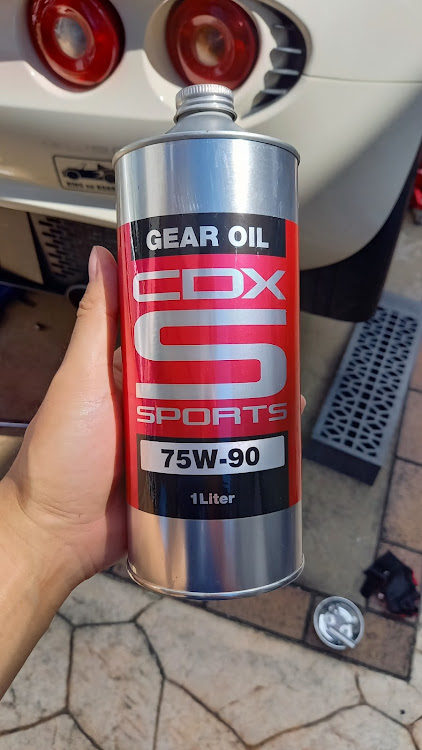 GEAR OIL
CDX
S
SPORTS
75W-90
1Liter